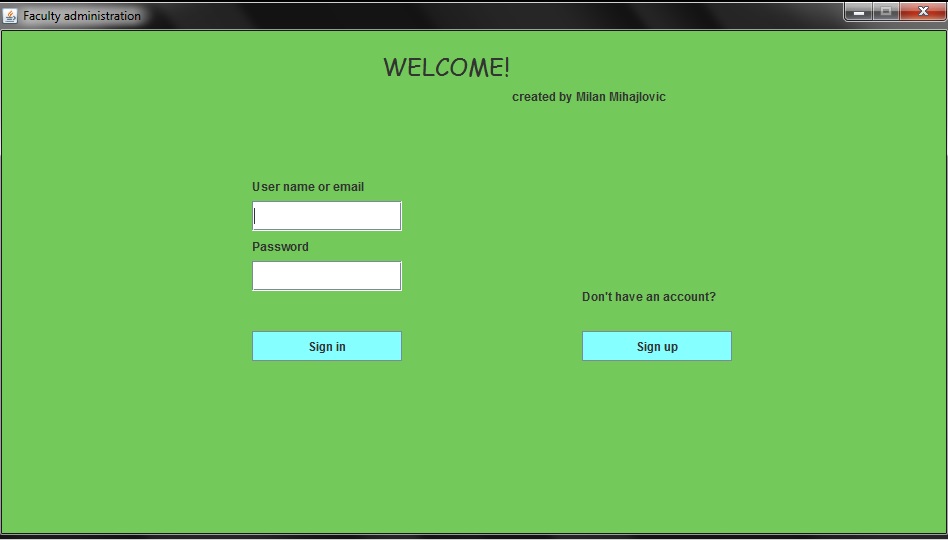 Faculty administration
WELCOME!
created by Milan Mihajlovic
User name or email
Password
Don't have an account?
Sign in
Sign up